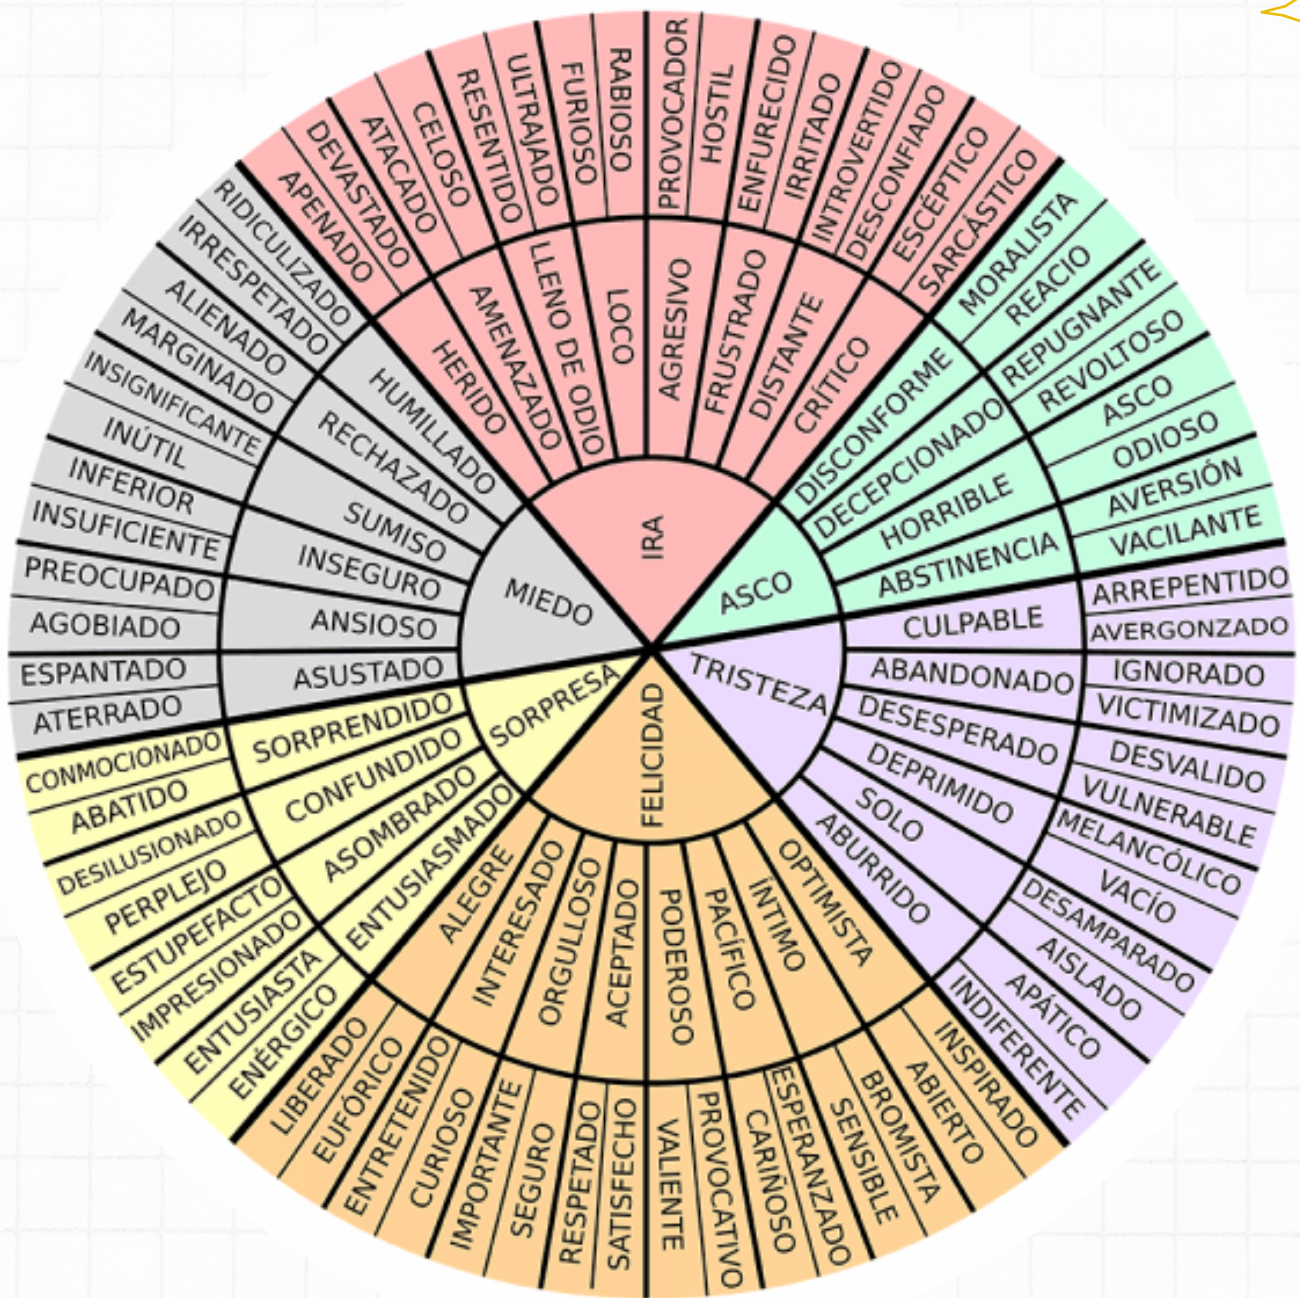 IRA
ASCO
TRISTEZA
FELICIDAD
SORPRESA
MIEDO
HERIDO
AMENAZADO
LLENO DE ODIO
LOCO
AGRESIVO
FRUSTRADO
DISTANTE
CRÍTICO
DISCONFORME
DECEPCIONADO
HORRIBLE
ABSTINENCIA
CULPABLE
ABANDONADO
DESESPERADO
DEPRIMIDO
SOLO
ABURRIDO
OPTIMISTA
ÍNTIMO
PACÍFICO
PODEROSO
ACEPTADO
ORGULLOSO
INTERESADO
ALEGRE
ENTUSIASMADO
ASOMBRADO
CONFUNDIDO
SORPRENDIDO
ASUSTADO
ANSIOSO
INSEGURO
SUMISO
RECHAZADO
HUMILLADO
APENADO
DEVASTADO
ATACADO
CELOSO
RESENTIDO
ULTRAJADO
FURIOSO
RABIOSO
PROVOCADOR
HOSTIL
ENFURECIDO
IRRITADO
INTROVERTIDO
DESCONFIADO
ESCÉPTICO
SARCÁSTICO
MORALISTA
REACIO
REPUGNANTE
REVOLTOSO
ASCO
ODIOSO
AVERSIÓN
VACILANTE
ARREPENTIDO
AVERGONZADO
IGNORADO
VICTIMIZADO
DESVALIDO
VULNERABLE
MELANCÓLICO
VACÍO
DESAMPARADO
AISLADO
APÁTICO
INDIFERENTE
INSPIRADO
ABIERTO
BROMISTA
SENSIBLE
ESPERANZADO
CARIÑOSO
PROVOCATIVO
VALIENTE
SATISFECHO
RESPETADO
SEGURO
IMPORTANTE
CURIOSO
ENTRETENIDO
EUFÓRICO
LIBERADO
ENÉRGICO
ENTUSIASTA
IMPRESIONADO
ESTUPEFACTO
PERPLEJO
DESILUSIONADO
ABATIDO
CONMOCIONADO
ATERRADO
ESPANTADO
AGOBIADO
PREOCUPADO
INSUFICIENTE
INFERIOR
INÚTIL
INSIGNIFICANTE
MARGINADO
ALIENADO
IRRESPETADO
RIDICULIZADO